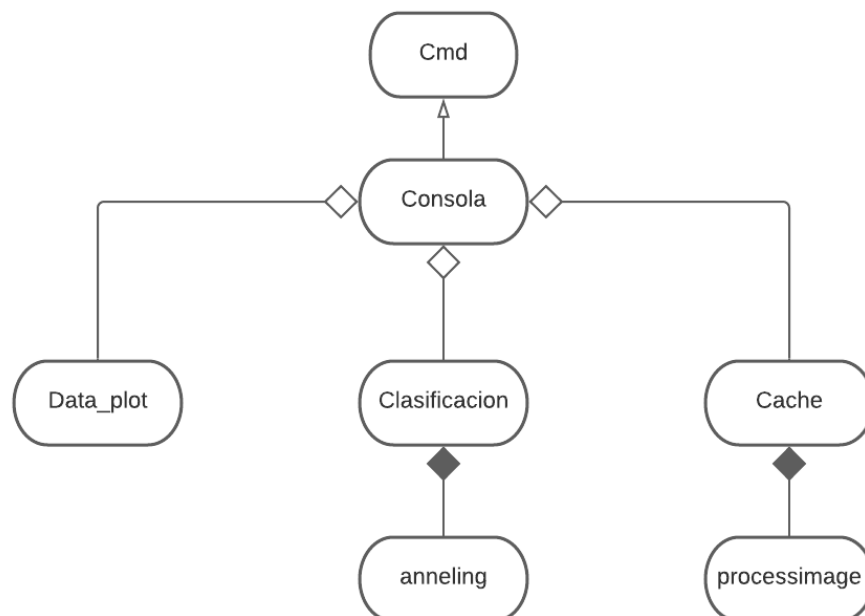 Cmd
Consola
Data_plot
Clasificacion
Cache
anneling
processimage